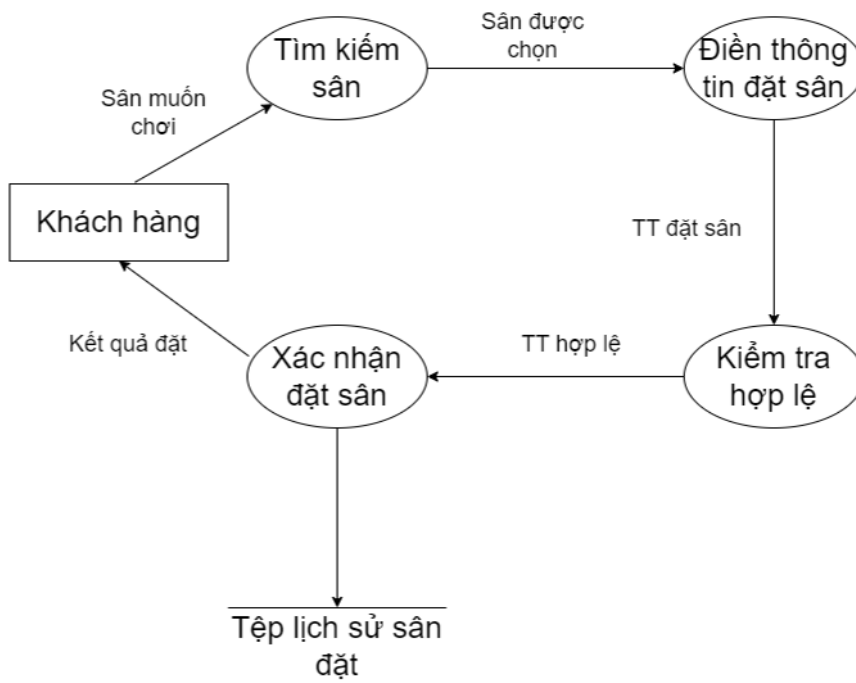 Tìm kiếm
sân
Sân được
chọn
Điền thông
tin đặt sân
Sân muốn
chơi
Khách hàng
TT đặt sân
Kết quả đặt
Xác nhận
đặt sân
TT hợp lệ
Kiểm tra
hợp lệ
Tệp lịch sử sân
đặt